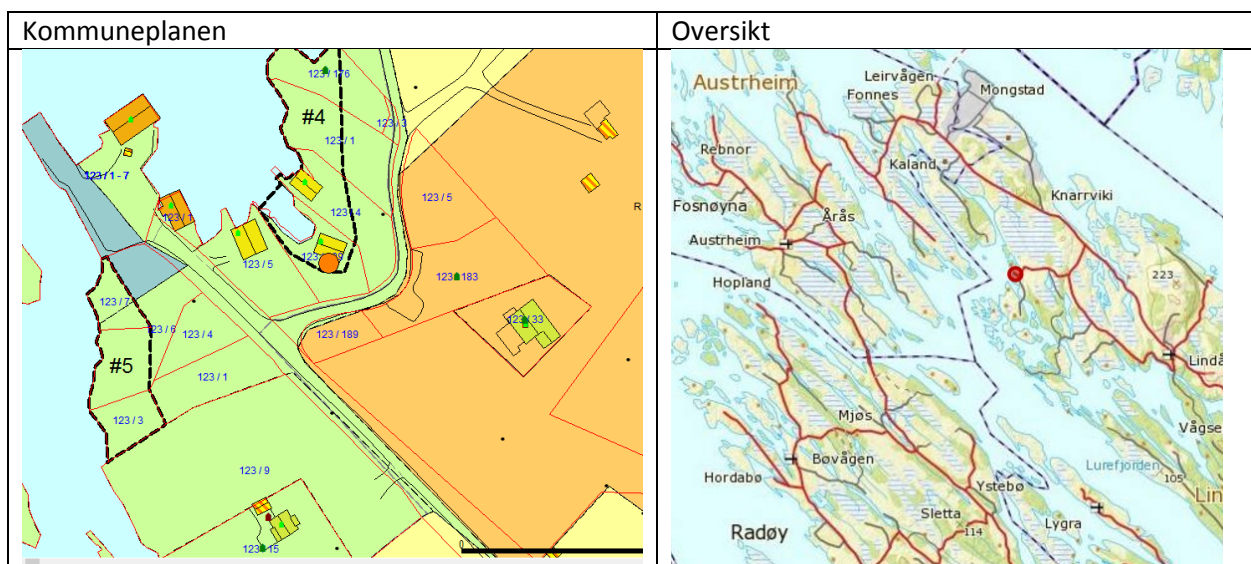 Kommuneplanen
Oversikt
123 / 176
#4
123 / 3
123 / 1
123 / 1 - 7
123 / 5
123 / 1
123 / 4
R
123 / 5
123 / 183
123 / 7
123 / 6
123 / 4
123 / 189
123 / 33
#5
123 / 1
123 / 3
123 / 9
123 / 15
Austrheim
Leirvågen
Fonnes
Mongstad
Rebnor
Kaland
Knarrviki
Fosnøyna
Årås
Austrheim
Hopland
223
Lindå
Mjøs
Vågse
Bøvågen
Lurefjorden
105
Hordabø
Ystebø
Lin
Sletta
Lygra
Radøy
114